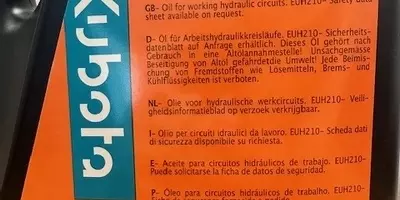 Kubota
GB- Oil for working hydraulic circuits. EUH210- Safety data
sheet available on request.
D- Öl für Arbeitshydraulikkreisläufe. EUH210- Sicherheits-
datenblatt auf Anfrage erhältlich. Dieses Öl gehört nach
Gebrauch in eine Altölannahmestelle! Unsachgemässe
Beseitigung von Altöl gefährdetdie Umwelt! Jede Beimis-
chung von Fremdstoffen wie Lösemitteln, Brems- und
Kühlflüssigkeiten ist verboten.
NL- Olie voor hydraulische werkcircuits. EUH210- Veilig-
gheidsinformatieblad op verzoek verkrijgbaar.
I- Olio per circuiti idraulici da lavoro. EUH210- Scheda dati
di sicurezza disponibile su richiesta.
E- Aceite para circuitos hidráulicos de trabajo. EUH210-
Puede solicitarse la ficha de datos de seguridad.
P- Óleo para circuitos hidráulicos de trabalho. EUH210-